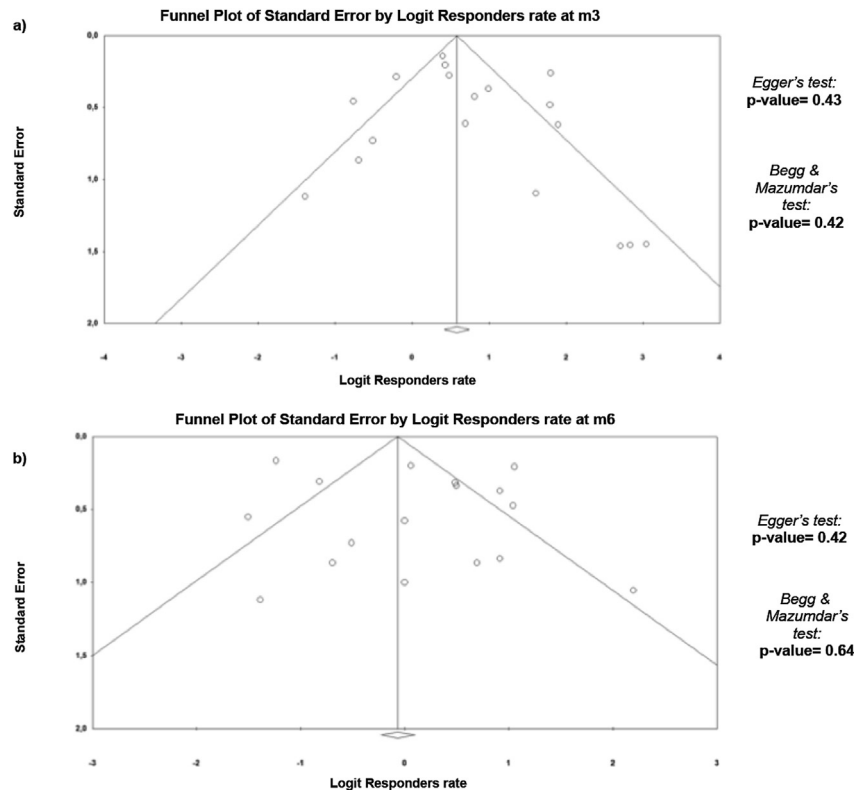 a)
Funnel Plot of Standard Error by Logit Responders rate at m3
0,0
0,5
1,0
1,5
2,0
Standard Error
-4
-3
-2
-1
0
1
2
3
4
Logit Responders rate
Egger's test:
p-value= 0.43
Begg &
Mazumdar's
test:
p-value= 0.42
b)
Funnel Plot of Standard Error by Logit Responders rate at m6
0,0
0,5
1,0
1,5
2,0
Standard Error
-3
-2
-1
0
1
2
3
Logit Responders rate
Egger's test:
p-value= 0.42
Begg &
Mazumdar's
test:
p-value= 0.64